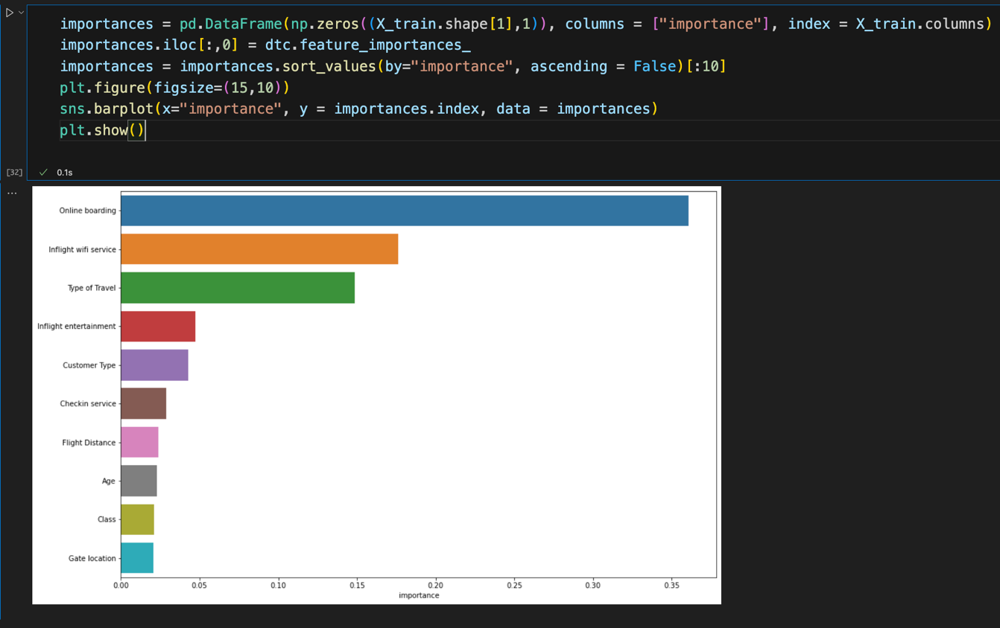 importances = pd.DataFrame(np.zeros((X_train.shape[1],1)), columns = ["importance"], index = X_train.columns)
importances.iloc[:,0] = dtc.feature_importances_
importances = importances.sort_values(by="importance", ascending = False)[:10]
plt.figure(figsize=(15,10))
sns.barplot(x="importance", y = importances.index, data = importances)
plt.show()
[32] ✓ 0.1s
...
Online boarding
Inflight wifi service
Type of Travel
Inflight entertainment
Customer Type
Checkin service
Flight Distance
Age
Class
Gate location
0.00 0.05 0.10 0.15 0.20 0.25 0.30 0.35
importance